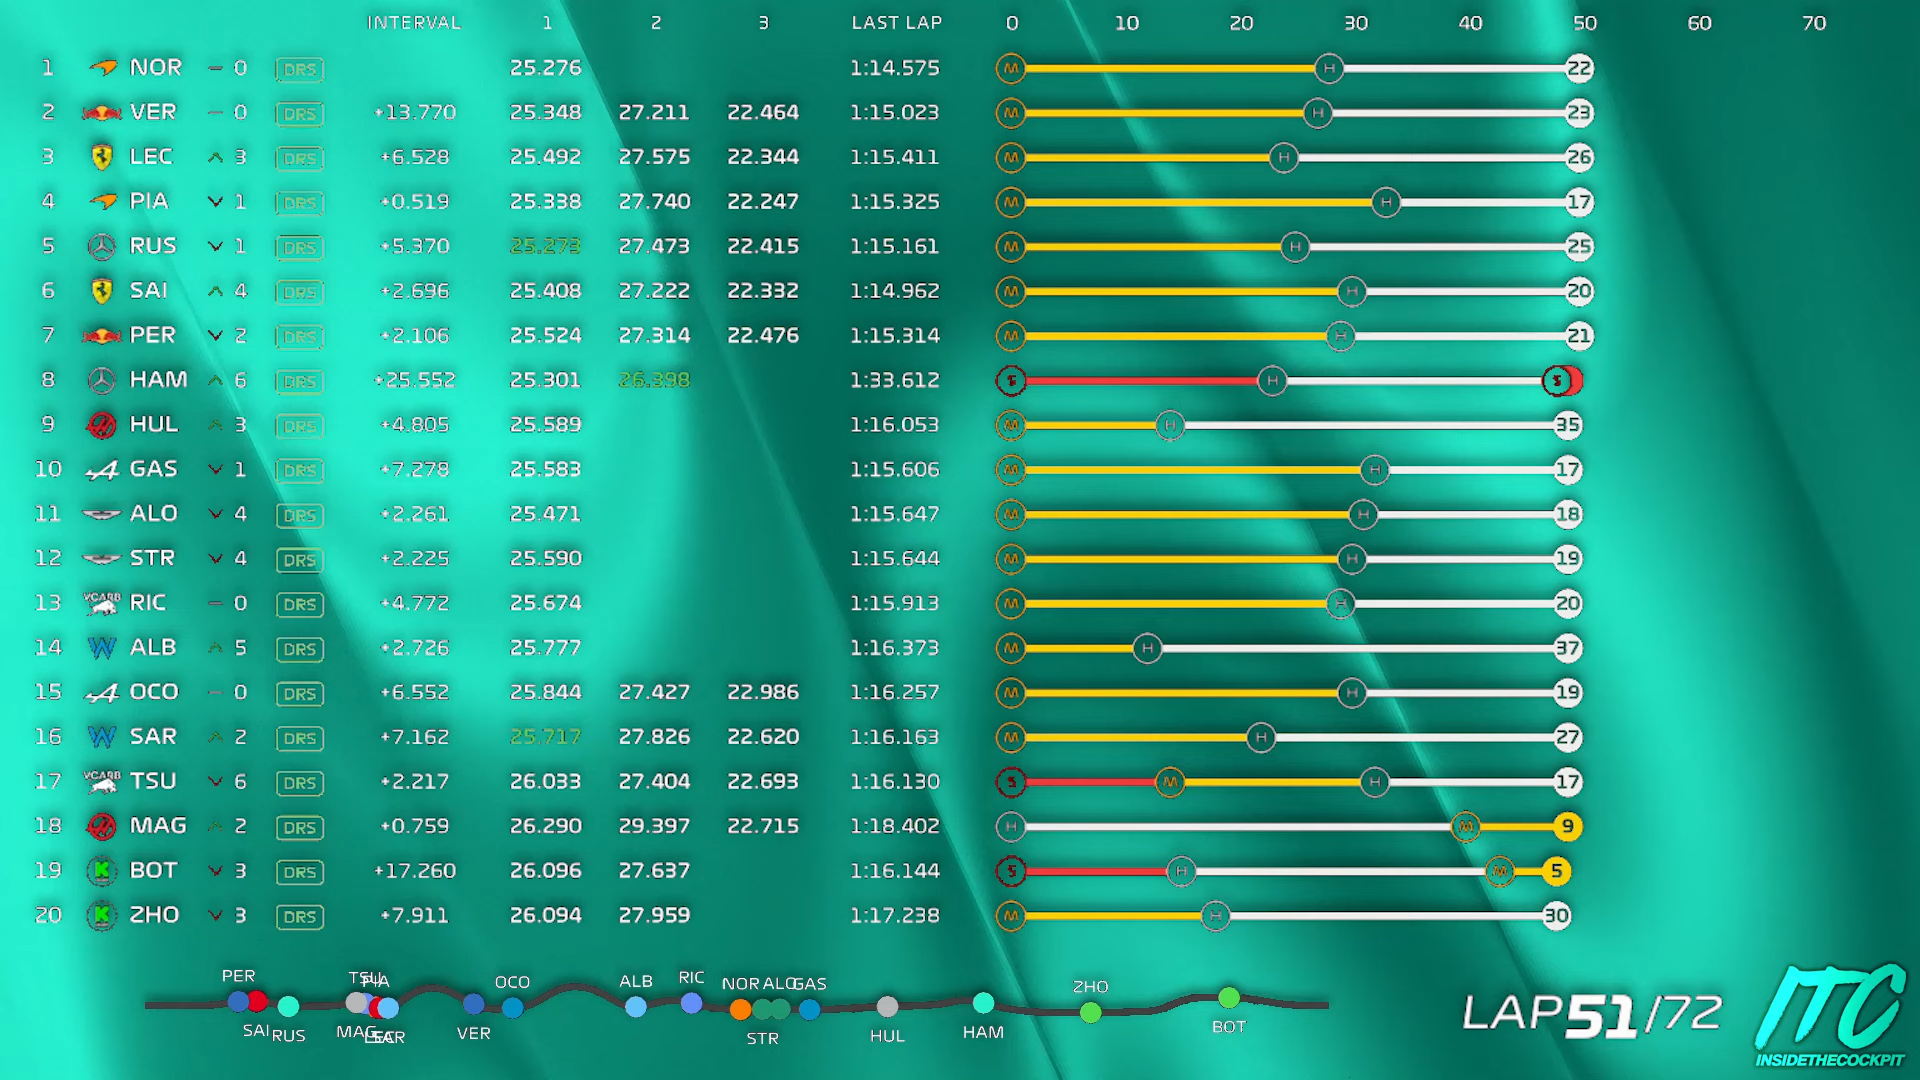 INTERVAL 1 2 3 LAST LAP 0 10 20 30 40 50 60 70
1 NOR 0 DRS 25.276 1:14.575 M H 22
2 VER 0 DRS +13.770 25.348 27.211 22.464 1:15.023 M H 23
3 LEC 3 DRS +6.528 25.492 27.575 22.344 1:15.411 M H 26
4 PIA 1 DRS +0.519 25.338 27.740 22.247 1:15.325 M H 17
5 RUS 1 DRS +5.370 25.273 27.473 22.415 1:15.161 M H 25
6 SAI 4 DRS +2.696 25.408 27.222 22.332 1:14.962 M H 20
7 PER 2 DRS +2.106 25.524 27.314 22.476 1:15.314 M H 21
8 HAM 6 DRS +25.552 25.301 26.398 1:33.612 S H S
9 HUL 3 DRS +4.805 25.589 1:16.053 M H 35
10 GAS 1 DRS +7.278 25.583 1:15.606 M H 17
11 ALO 4 DRS +2.261 25.471 1:15.647 M H 18
12 STR 4 DRS +2.225 25.590 1:15.644 M H 19
13 VCARB RIC 0 DRS +4.772 25.674 1:15.913 M H 20
14 ALB 5 DRS +2.726 25.777 1:16.373 M H 37
15 OCO 0 DRS +6.552 25.844 27.427 22.986 1:16.257 M H 19
16 SAR 2 DRS +7.162 25.717 27.826 22.620 1:16.163 M H 27
17 VCARB TSU 6 DRS +2.217 26.033 27.404 22.693 1:16.130 S M H 17
18 MAG 2 DRS +0.759 26.290 29.397 22.715 1:18.402 H M 9
19 BOT 3 DRS +17.260 26.096 27.637 1:16.144 S H M 5
20 ZHO 3 DRS +7.911 26.094 27.959 1:17.238 M H 30
PER TSU PIA OCO ALB RIC NOR ALO GAS ZHO
SAI RUS MAG LEC SAR VER STR HUL HAM BOT
LAP 51/72
ITC
INSIDETHECOCKPIT